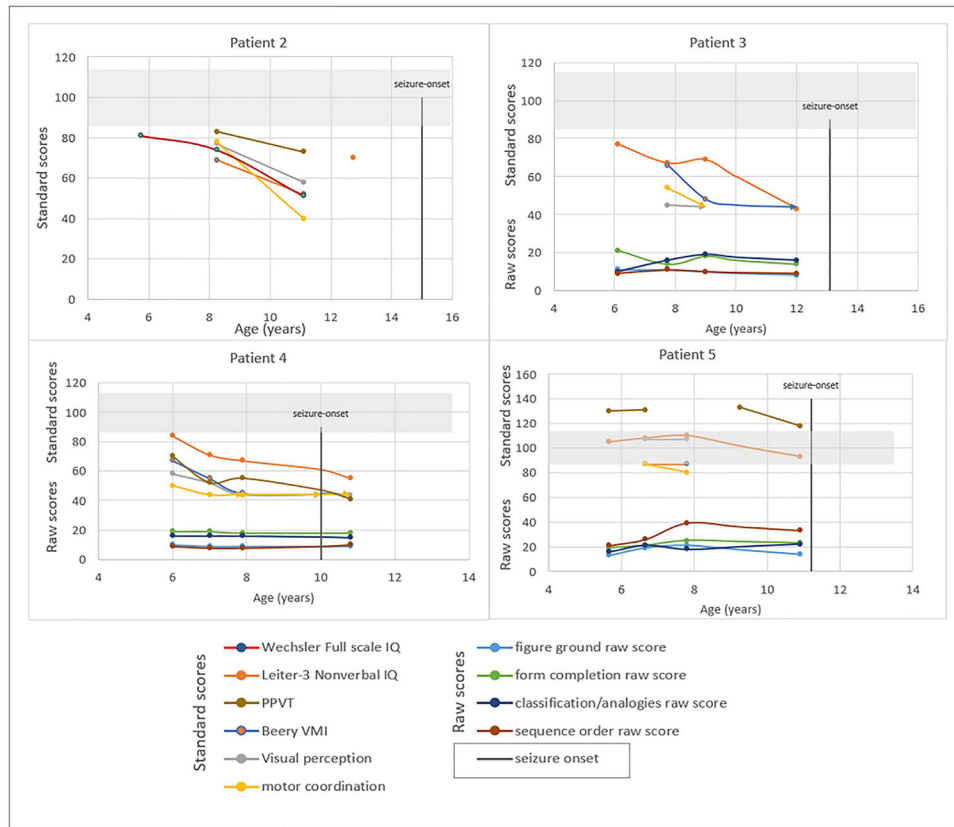 Patient 2
120
100
80
60
40
20
0
4 6 8 10 12 14 16
Age (years)
Standard scores
seizure-onset
Patient 3
120
100
80
60
40
20
0
4 6 8 10 12 14 16
Age (years)
Standard scores
Raw scores
seizure-onset
Patient 4
120
100
80
60
40
20
0
4 6 8 10 12 14
Age (years)
Standard scores
Raw scores
seizure-onset
Patient 5
160
140
120
100
80
60
40
20
0
4 6 8 10 12 14
Age (years)
Standard scores
Raw scores
seizure-onset
Standard scores
Wechsler Full scale IQ
Leiter-3 Nonverbal IQ
PPVT
Beery VMI
Visual perception
motor coordination
Raw scores
figure ground raw score
form completion raw score
classification/analogies raw score
sequence order raw score
seizure onset